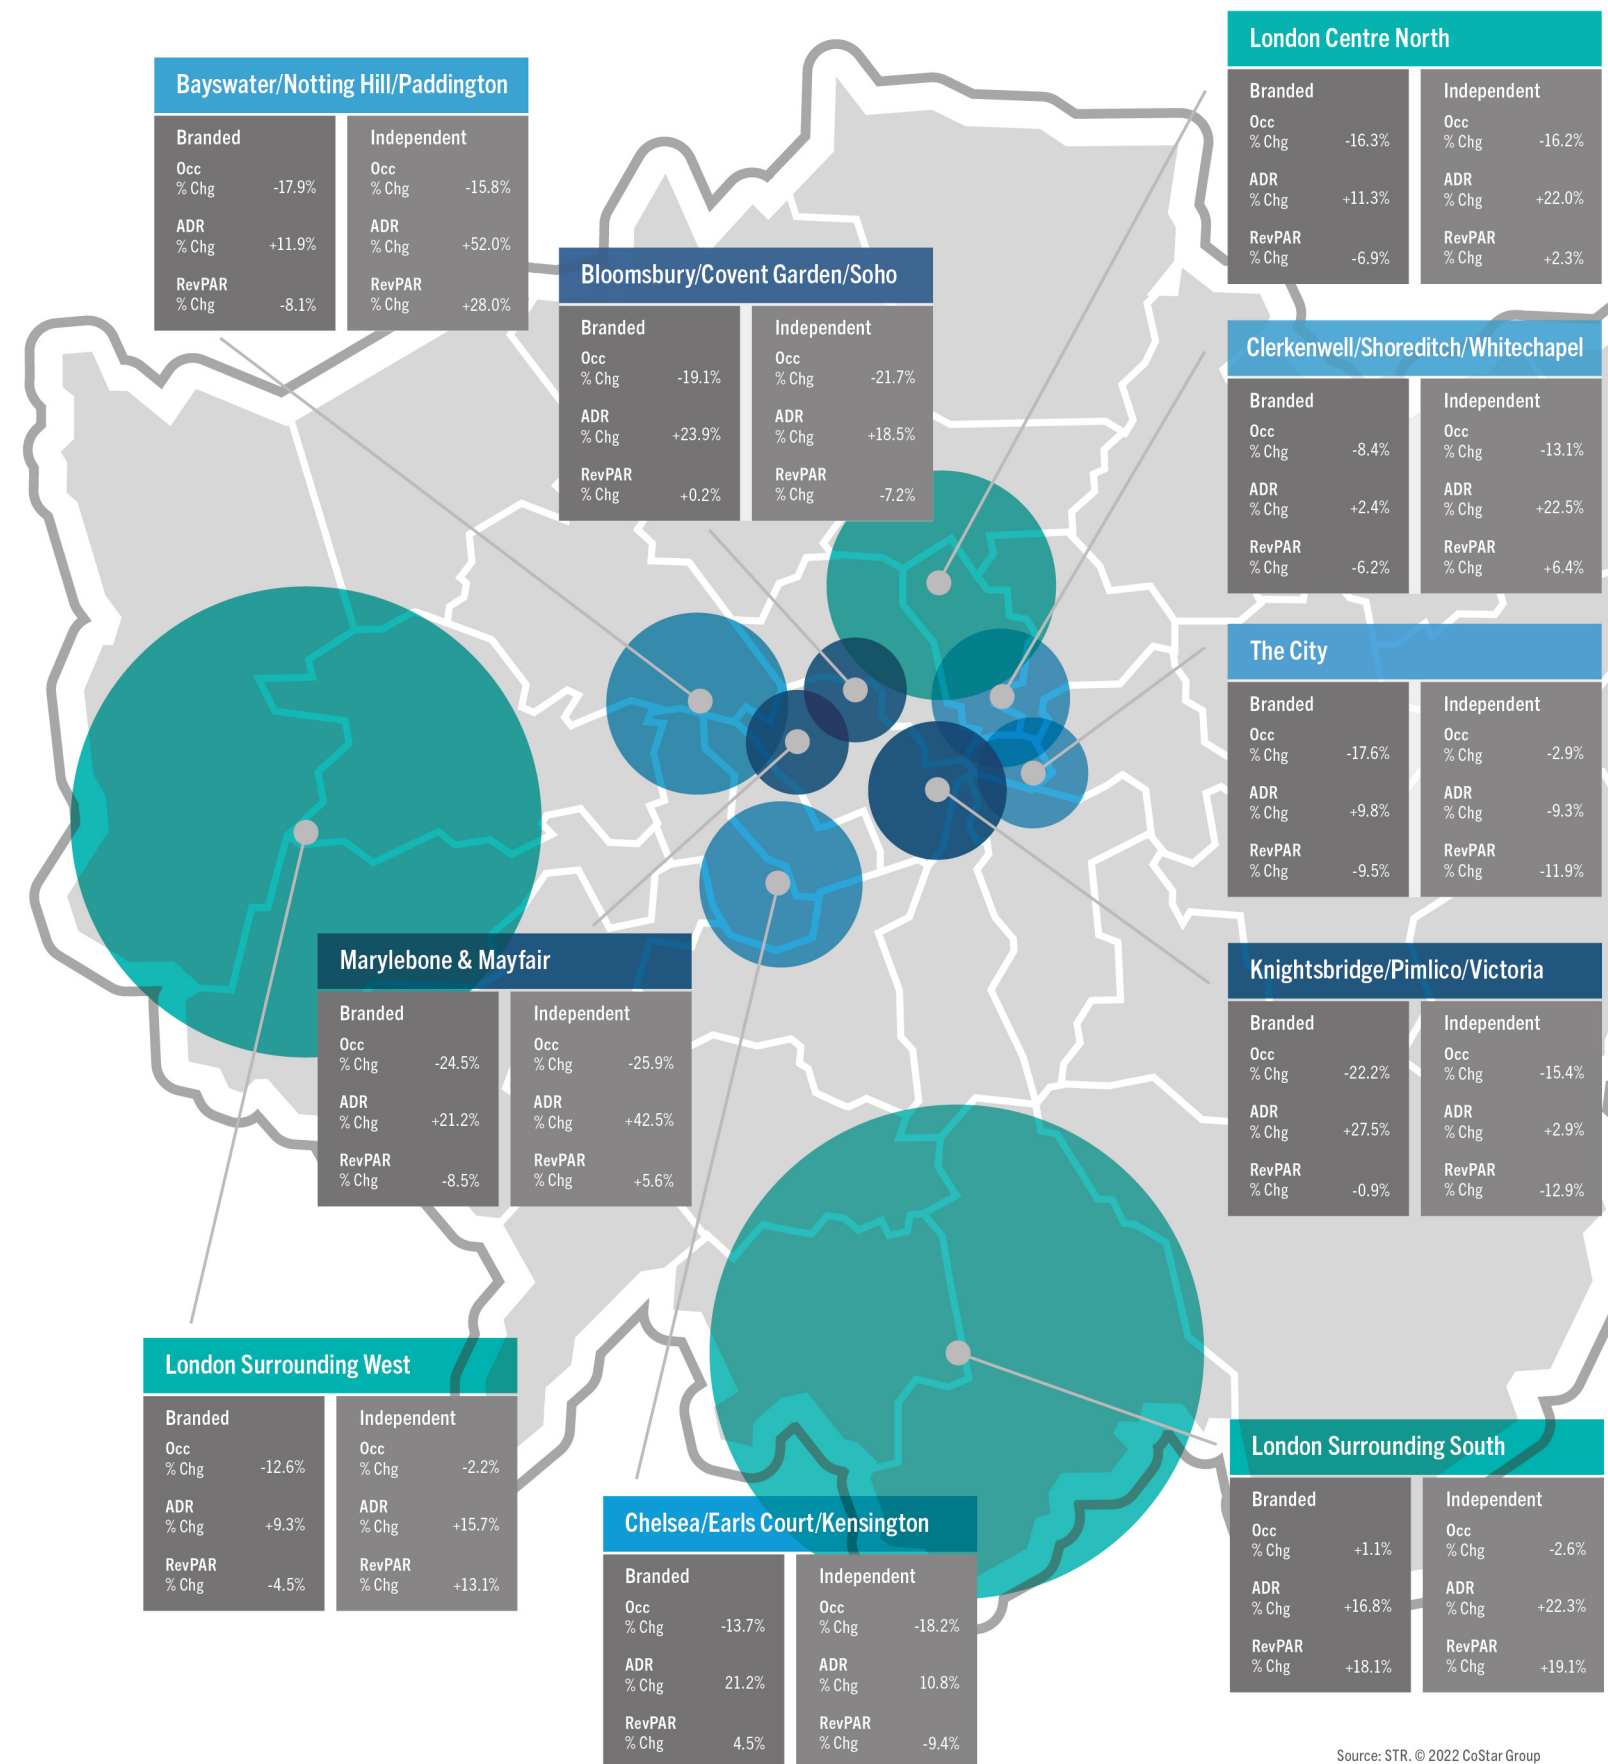 London Centre North
Branded
Occ
% Chg -16.3%
ADR
% Chg +11.3%
RevPAR
% Chg -6.9%
Independent
Occ
% Chg -16.2%
ADR
% Chg +22.0%
RevPAR
% Chg +2.3%
Bayswater/Notting Hill/Paddington
Branded
Occ
% Chg -17.9%
ADR
% Chg +11.9%
RevPAR
% Chg -8.1%
Independent
Occ
% Chg -15.8%
ADR
% Chg +52.0%
RevPAR
% Chg +28.0%
Bloomsbury/Covent Garden/Soho
Branded
Occ
% Chg -19.1%
ADR
% Chg +23.9%
RevPAR
% Chg +0.2%
Independent
Occ
% Chg -21.7%
ADR
% Chg +18.5%
RevPAR
% Chg -7.2%
Clerkenwell/Shoreditch/Whitechapel
Branded
Occ
% Chg -8.4%
ADR
% Chg +2.4%
RevPAR
% Chg -6.2%
Independent
Occ
% Chg -13.1%
ADR
% Chg +22.5%
RevPAR
% Chg +6.4%
The City
Branded
Occ
% Chg -17.6%
ADR
% Chg +9.8%
RevPAR
% Chg -9.5%
Independent
Occ
% Chg -2.9%
ADR
% Chg -9.3%
RevPAR
% Chg -11.9%
Marylebone & Mayfair
Branded
Occ
% Chg -24.5%
ADR
% Chg +21.2%
RevPAR
% Chg -8.5%
Independent
Occ
% Chg -25.9%
ADR
% Chg +42.5%
RevPAR
% Chg +5.6%
Knightsbridge/Pimlico/Victoria
Branded
Occ
% Chg -22.2%
ADR
% Chg +27.5%
RevPAR
% Chg -0.9%
Independent
Occ
% Chg -15.4%
ADR
% Chg +2.9%
RevPAR
% Chg -12.9%
London Surrounding West
Branded
Occ
% Chg -12.6%
ADR
% Chg +9.3%
RevPAR
% Chg -4.5%
Independent
Occ
% Chg -2.2%
ADR
% Chg +15.7%
RevPAR
% Chg +13.1%
London Surrounding South
Branded
Occ
% Chg +1.1%
ADR
% Chg +16.8%
RevPAR
% Chg +18.1%
Independent
Occ
% Chg -2.6%
ADR
% Chg +22.3%
RevPAR
% Chg +19.1%
Chelsea/Earls Court/Kensington
Branded
Occ
% Chg -13.7%
ADR
% Chg 21.2%
RevPAR
% Chg 4.5%
Independent
Occ
% Chg -18.2%
ADR
% Chg 10.8%
RevPAR
% Chg -9.4%
Source: STR. © 2022 CoStar Group